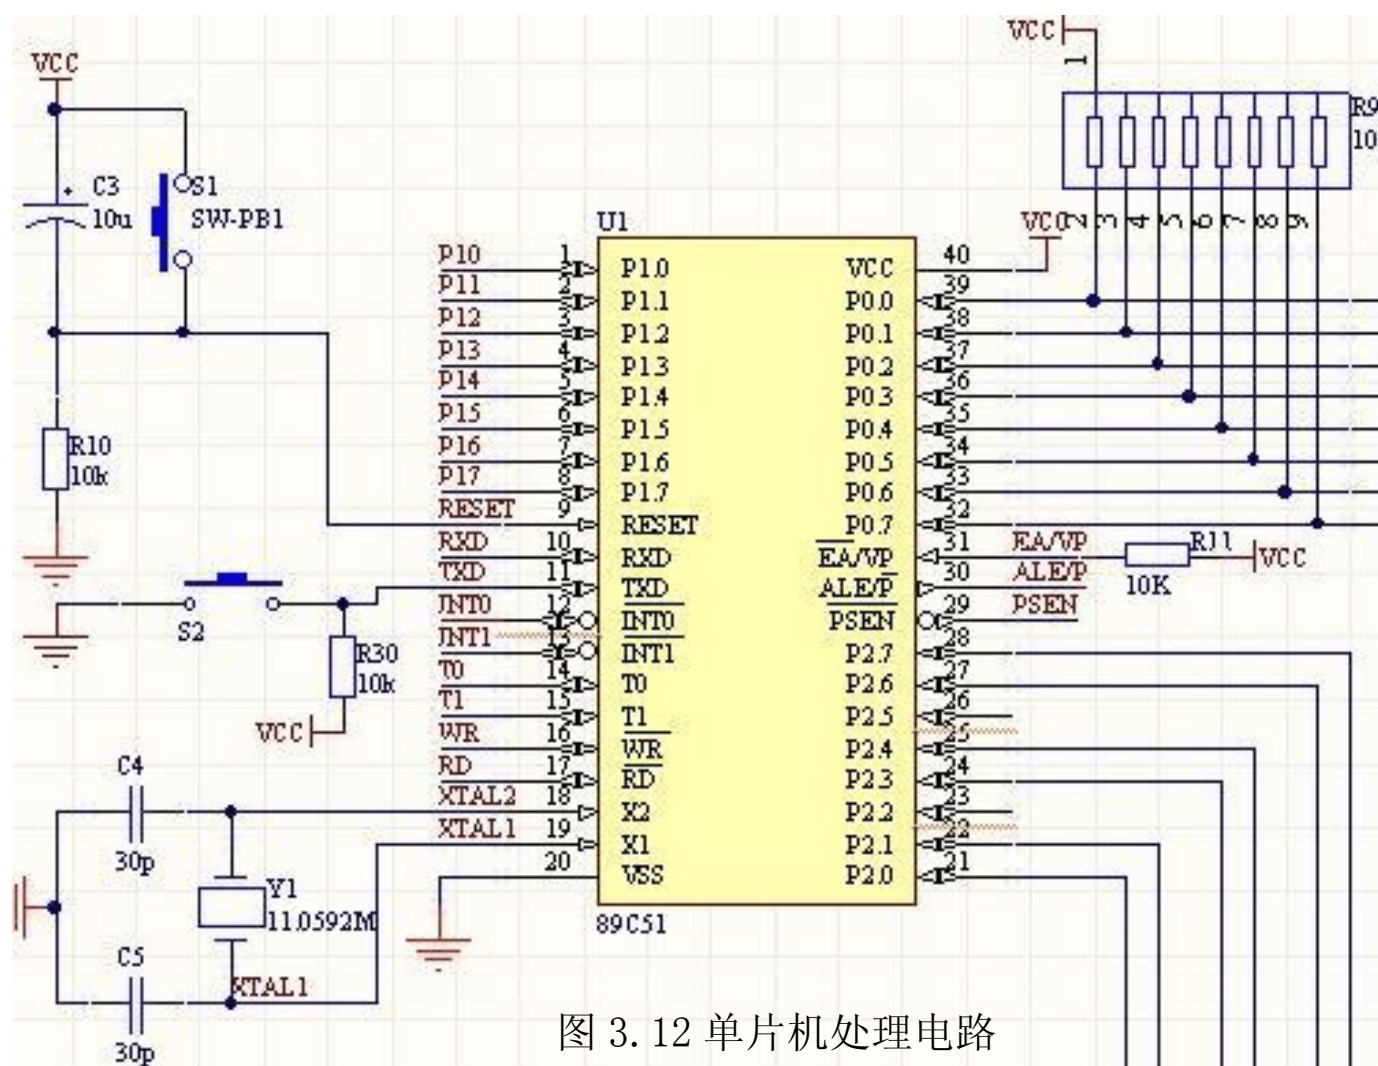 VCC
C3
10u
S1
SW-PB1
R10
10k
S2
R30
10k
VCC
C4
30p
Y1
11.0592M
C5
30p
XTAL1
U1
P10 1 P1.0
P11 2 P1.1
P12 3 P1.2
P13 4 P1.3
P14 5 P1.4
P15 6 P1.5
P16 7 P1.6
P17 8 P1.7
RESET 9 RESET
RXD 10 RXD
TXD 11 TXD
INT0 12 INT0
INT1 13 INT1
T0 14 T0
T1 15 T1
WR 16 WR
RD 17 RD
XTAL2 18 X2
XTAL1 19 X1
20 VSS
VCC 40 VCC
P0.0 39
P0.1 38
P0.2 37
P0.3 36
P0.4 35
P0.5 34
P0.6 33
P0.7 32
EA/VP 31 EA/VP R11 VCC
10K
ALE/P 30 ALE/P
PSEN 29 PSEN
P2.7 28
P2.6 27
P2.5 26
P2.4 25
P2.3 24
P2.2 23
P2.1 22
P2.0 21
89C51
VCC
1
R9
10
2 3 4 5 6 7 8 9
图 3.12 单片机处理电路